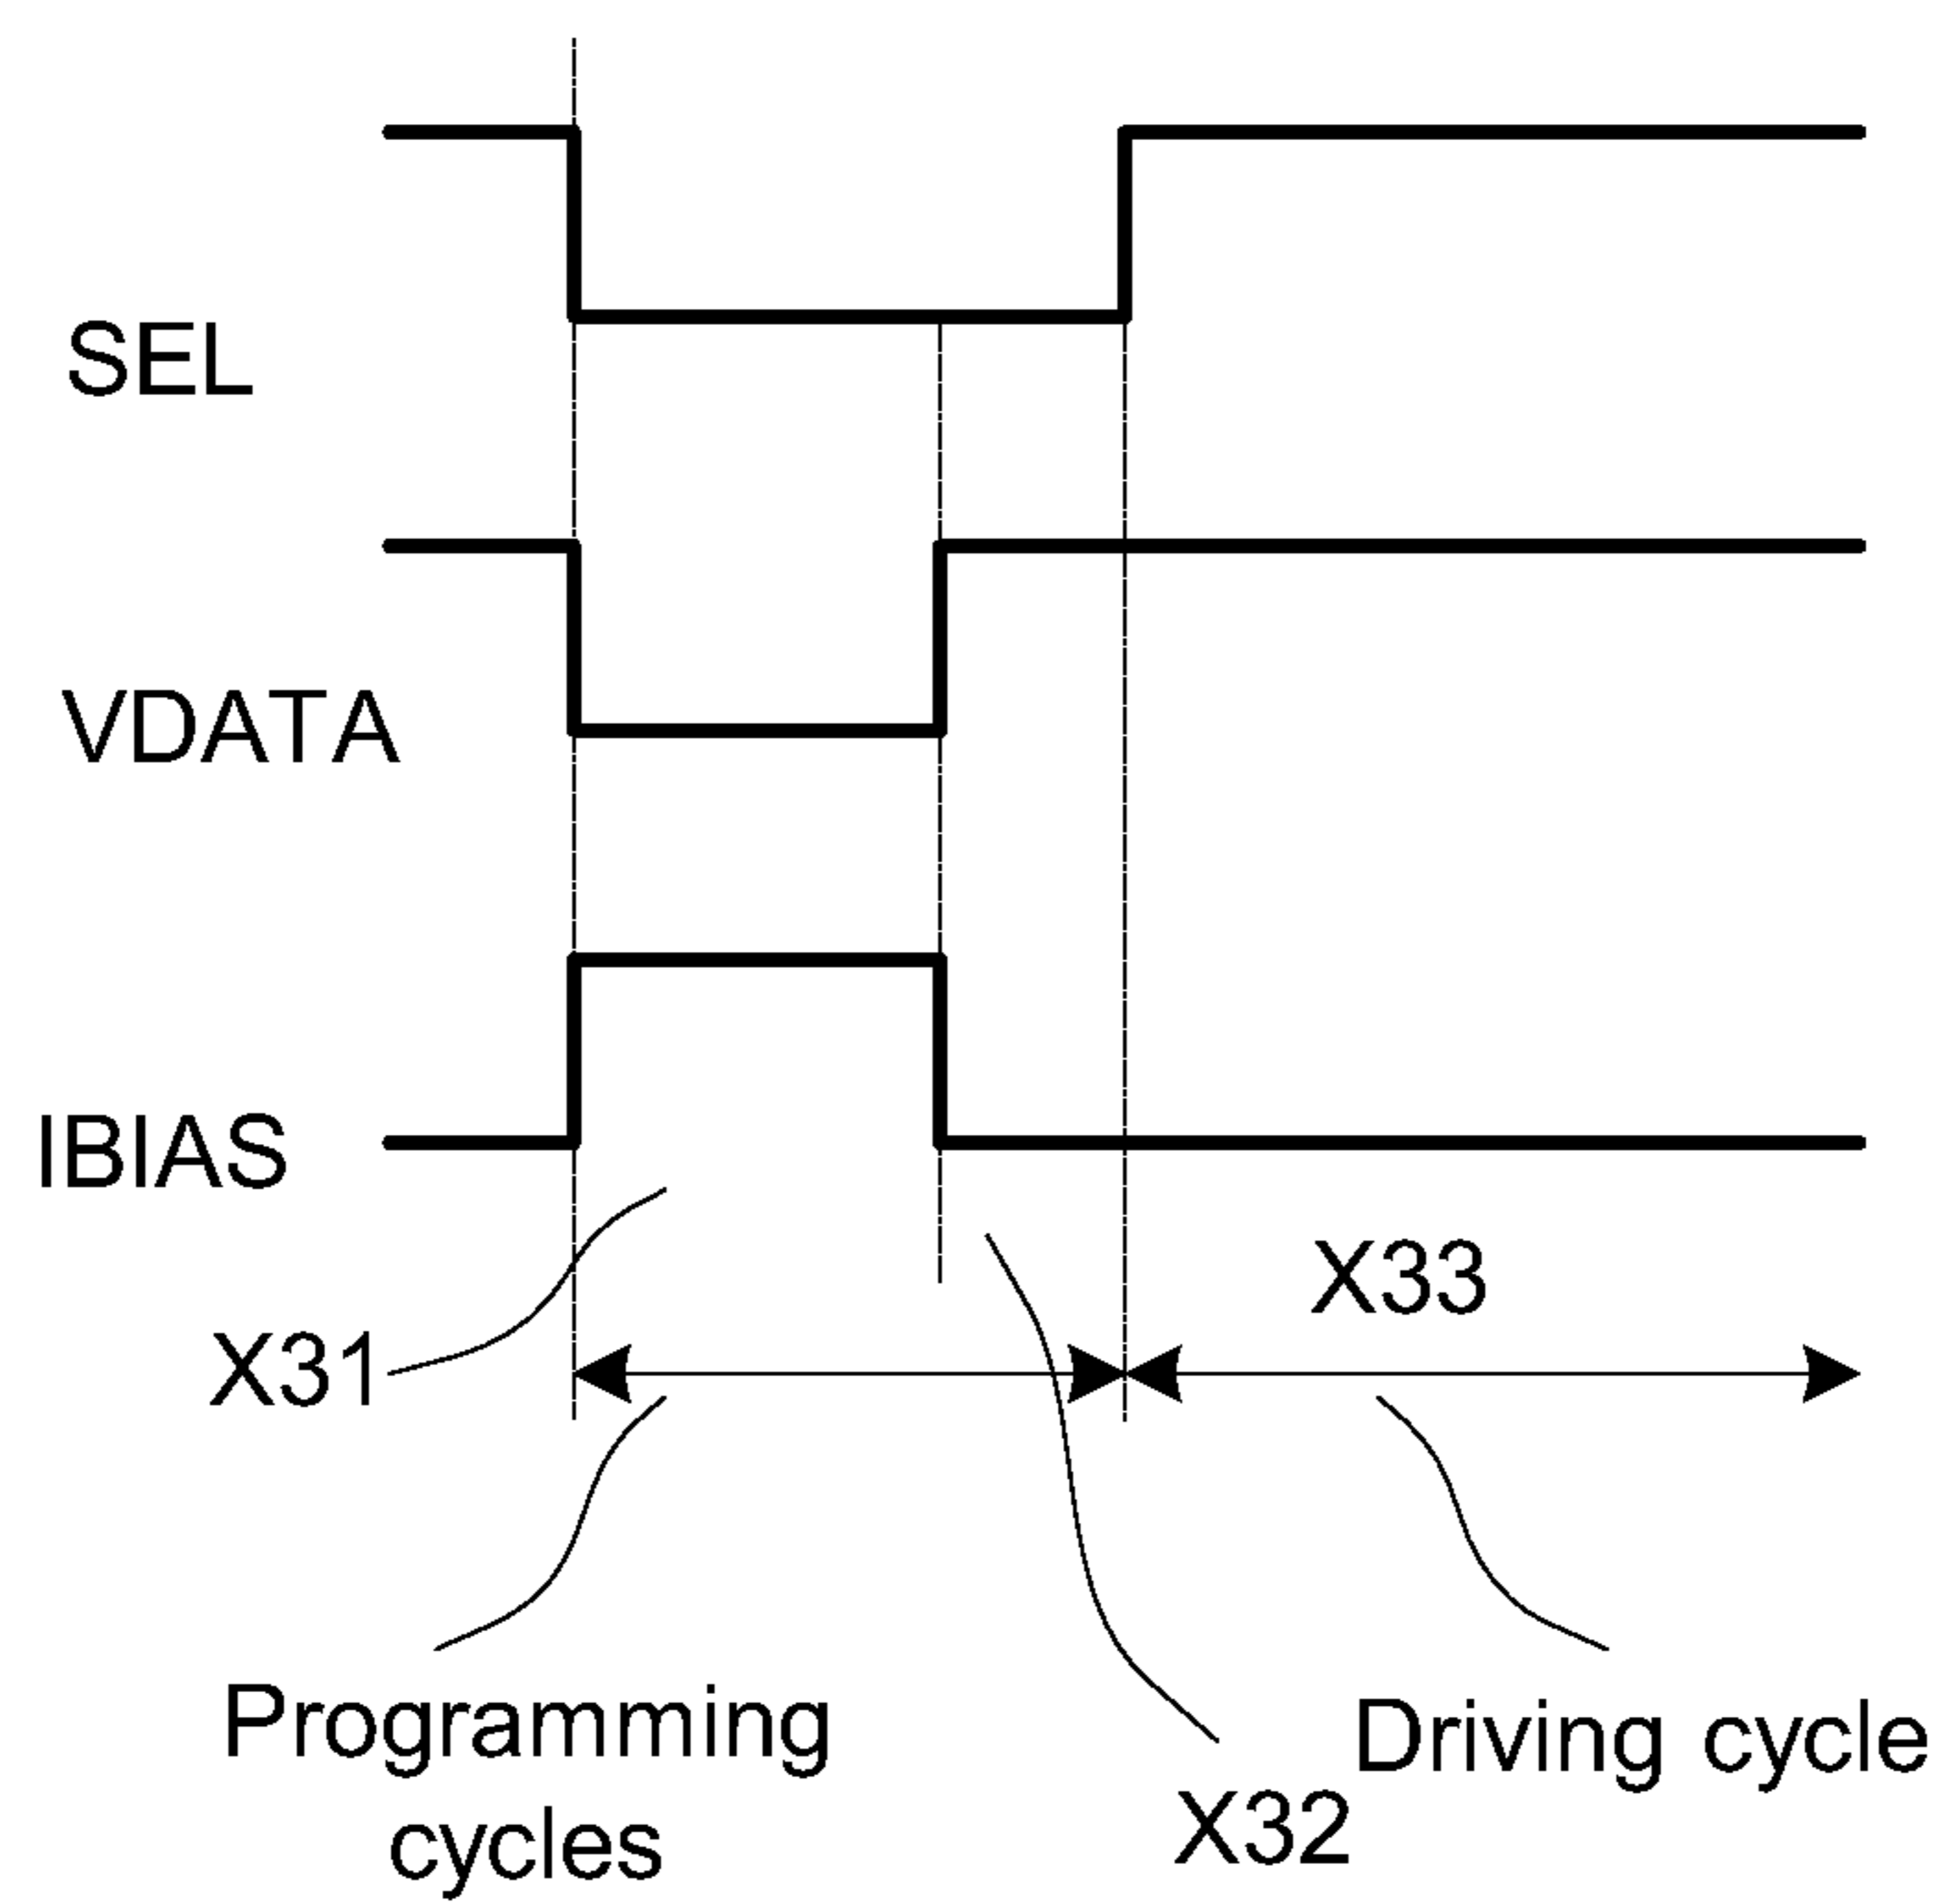 SEL
VDATA
IBIAS
X33
X31
Programming
cycles
Driving cycle
X32